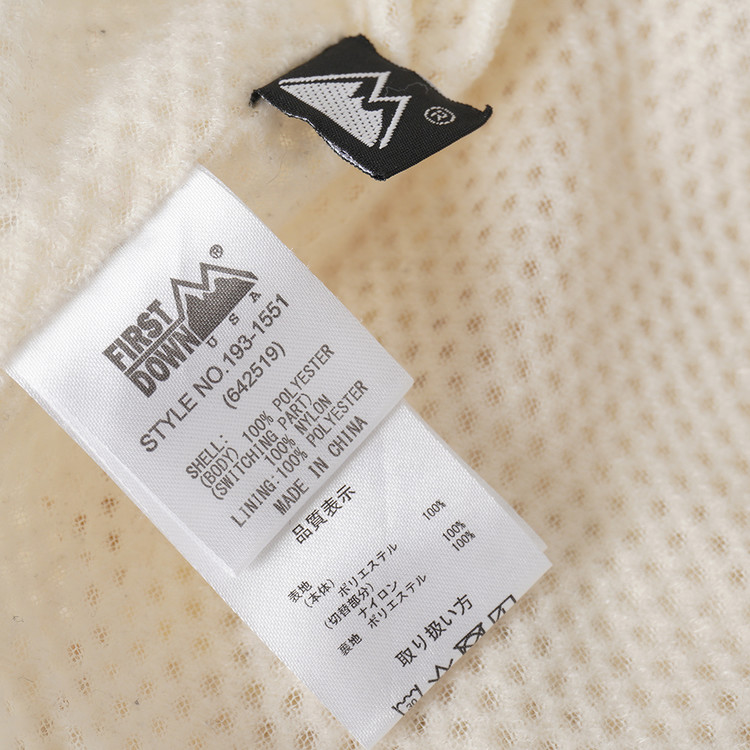 ®
FIRST
DOWN
®
USA
STYLE NO.193-1551
(642519)
SHELL: 100% POLYESTER
(BODY)
(SWITCHING PART)
100% NYLON
LINING:100% POLYESTER
MADE IN CHINA
品質表示
表地
(本体) ポリエステル 100%
(切替部分)
ナイロン 100%
裏地 ポリエステル 100%
取り扱い方
30